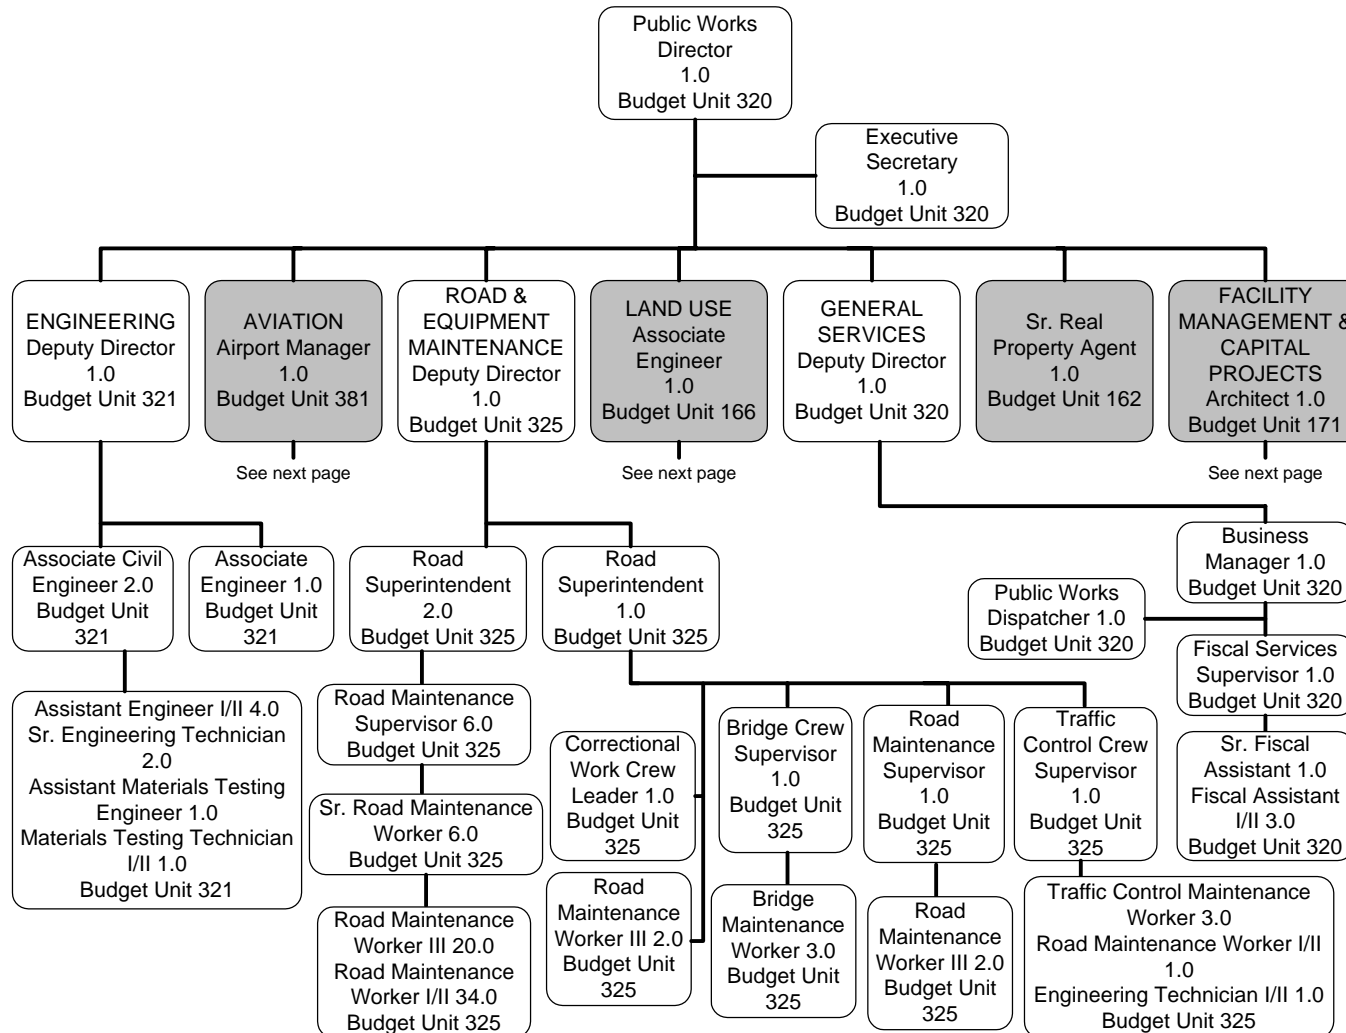 Public Works
Director
1.0
Budget Unit 320
Executive
Secretary
1.0
Budget Unit 320
ENGINEERING
Deputy Director
1.0
Budget Unit 321
AVIATION
Airport Manager
1.0
Budget Unit 381
ROAD &
EQUIPMENT
MAINTENANCE
Deputy Director
1.0
Budget Unit 325
LAND USE
Associate
Engineer
1.0
Budget Unit 166
GENERAL
SERVICES
Deputy Director
1.0
Budget Unit 320
Sr. Real
Property Agent
1.0
Budget Unit 162
FACILITY
MANAGEMENT &
CAPITAL
PROJECTS
Architect 1.0
Budget Unit 171
See next page
See next page
See next page
Associate Civil
Engineer 2.0
Budget Unit
321
Associate
Engineer 1.0
Budget Unit
321
Road
Superintendent
2.0
Budget Unit 325
Road
Superintendent
1.0
Budget Unit 325
Business
Manager 1.0
Budget Unit 320
Public Works
Dispatcher 1.0
Budget Unit 320
Fiscal Services
Supervisor 1.0
Budget Unit 320
Assistant Engineer I/II 4.0
Sr. Engineering Technician
2.0
Assistant Materials Testing
Engineer 1.0
Materials Testing Technician
I/II 1.0
Budget Unit 321
Road Maintenance
Supervisor 6.0
Budget Unit 325
Sr. Road Maintenance
Worker 6.0
Budget Unit 325
Road Maintenance
Worker III 20.0
Road Maintenance
Worker I/II 34.0
Budget Unit 325
Correctional
Work Crew
Leader 1.0
Budget Unit
325
Road
Maintenance
Worker III 2.0
Budget Unit
325
Bridge Crew
Supervisor
1.0
Budget Unit
325
Bridge
Maintenance
Worker 3.0
Budget Unit
325
Road
Maintenance
Supervisor
1.0
Budget Unit
325
Road
Maintenance
Worker III 2.0
Budget Unit
325
Traffic
Control Crew
Supervisor
1.0
Budget Unit
325
Traffic Control Maintenance
Worker 3.0
Road Maintenance Worker I/II
1.0
Engineering Technician I/II 1.0
Budget Unit 325
Sr. Fiscal
Assistant 1.0
Fiscal Assistant
I/II 3.0
Budget Unit 320